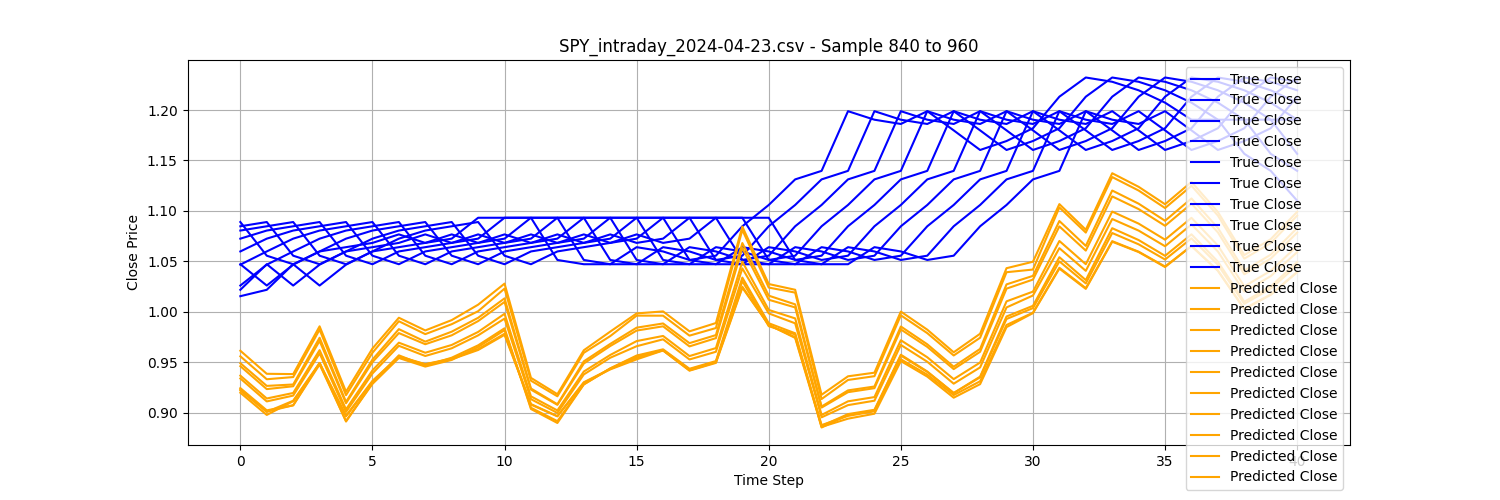 SPY_intraday_2024-04-23.csv - Sample 840 to 960
Close Price
1.20
1.15
1.10
1.05
1.00
0.95
0.90
0
5
10
15
20
25
30
35
40
Time Step
True Close
True Close
True Close
True Close
True Close
True Close
True Close
True Close
True Close
True Close
Predicted Close
Predicted Close
Predicted Close
Predicted Close
Predicted Close
Predicted Close
Predicted Close
Predicted Close
Predicted Close
Predicted Close